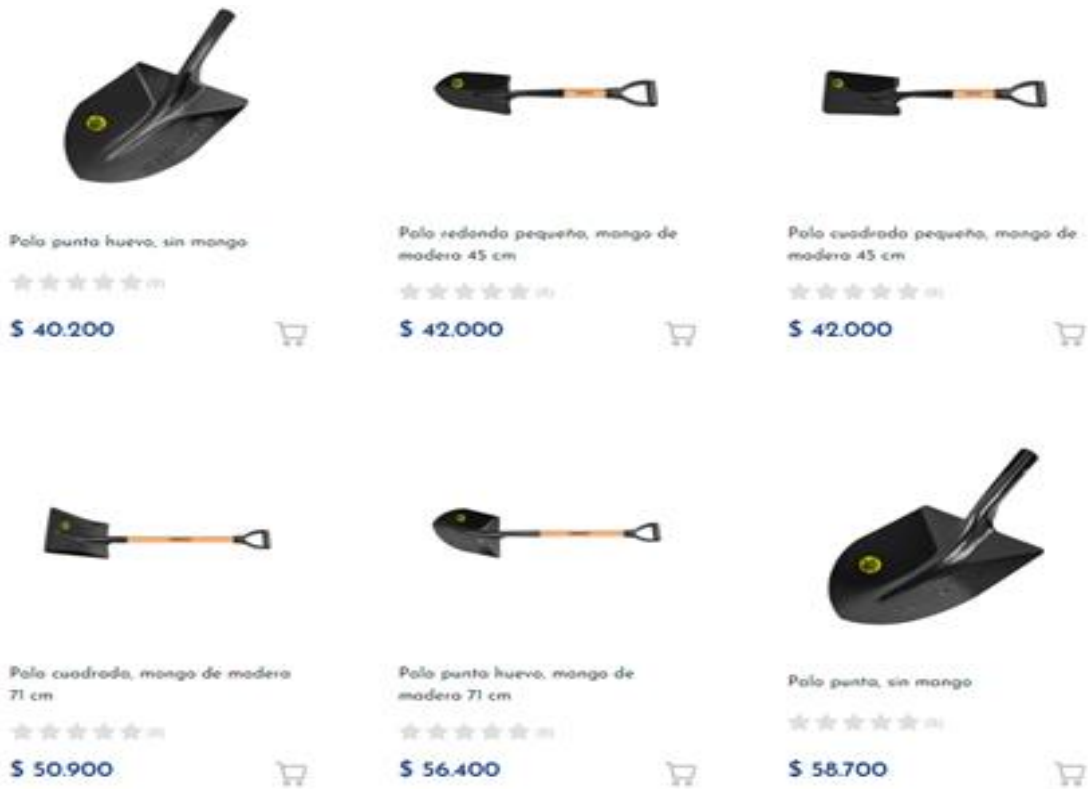 Pala punta huevo, sin mango
$ 40.200
Pala redonda pequeña, mango de
madera 45 cm
$ 42.000
Pala cuadrada pequeña, mango de
madera 45 cm
$ 42.000
Pala cuadrada, mango de madera
71 cm
$ 50.900
Pala punta huevo, mango de
madera 71 cm
$ 56.400
Pala punta, sin mango
$ 58.700